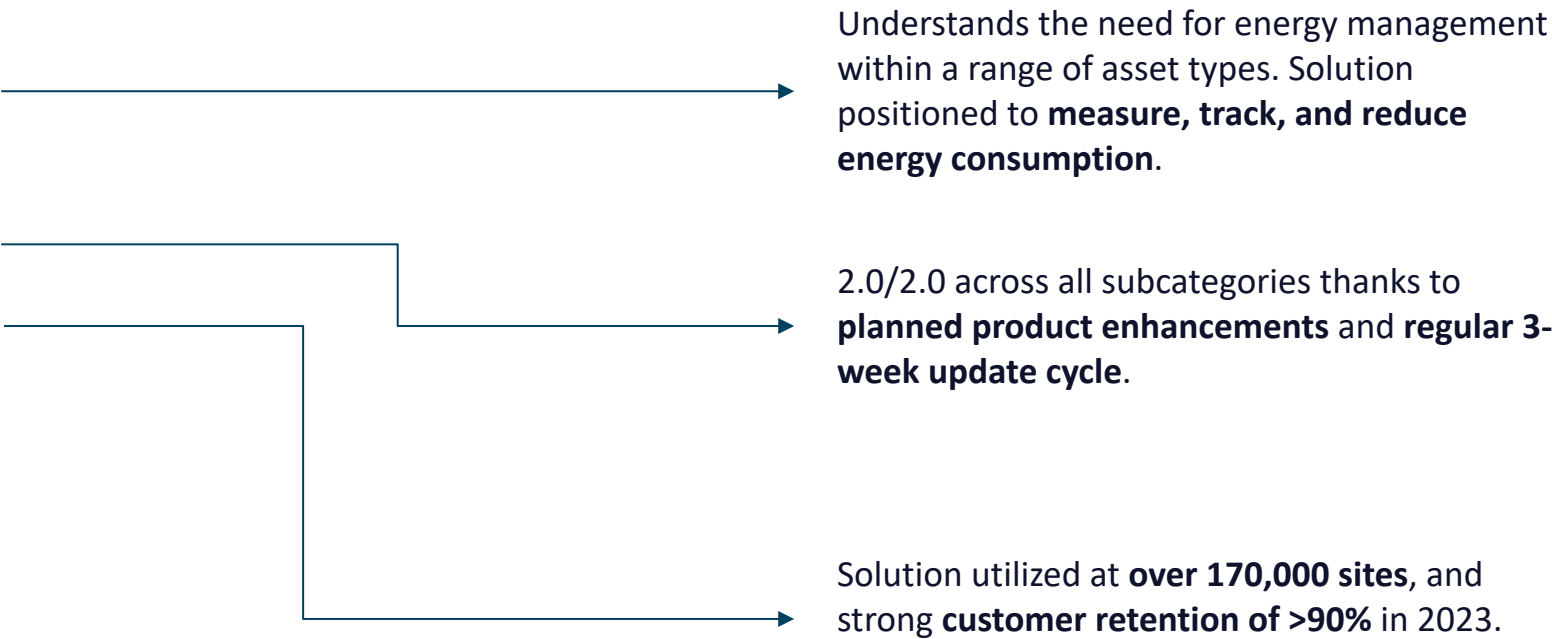 Understands the need for energy management
within a range of asset types. Solution
positioned to measure, track, and reduce
energy consumption.
2.0/2.0 across all subcategories thanks to
planned product enhancements and regular 3-
week update cycle.
Solution utilized at over 170,000 sites, and
strong customer retention of >90% in 2023.